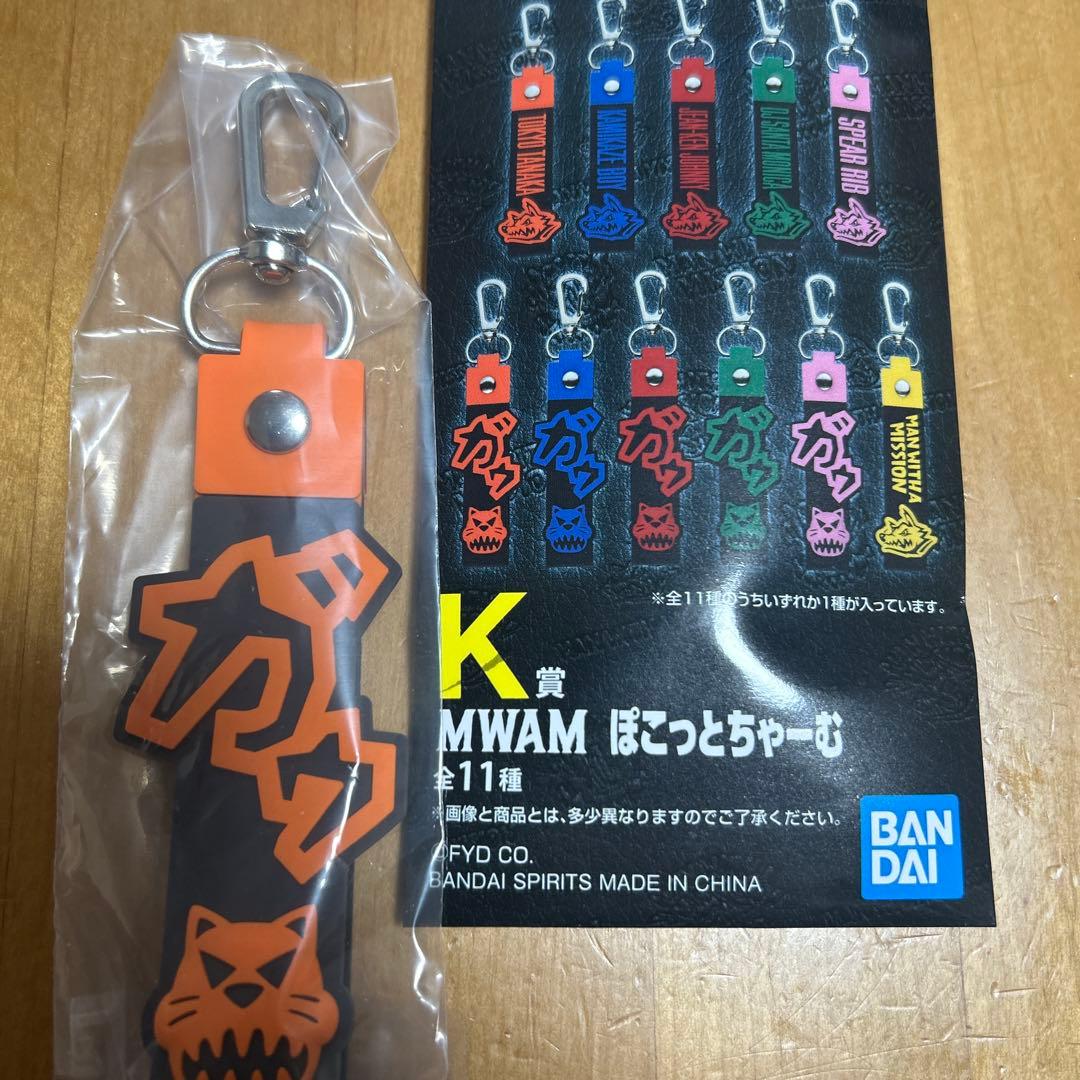 TOKYO TANAKA
KAMIKAZE BOY
JEAN-KEN JOHNNY
DJ SANTA MONICA
SPEAR RIB
ガゥ
ガゥ
ガゥ
ガゥ
ガゥ
MAN WITH A
MISSION
ガゥ
※全11種のうちいずれか1種が入っています。
K賞
MWAM ぽこっとちゃーむ
全11種
※画像と商品とは、多少異なりますのでご了承ください。
©FYD CO.
BANDAI SPIRITS MADE IN CHINA
BAN
DAI